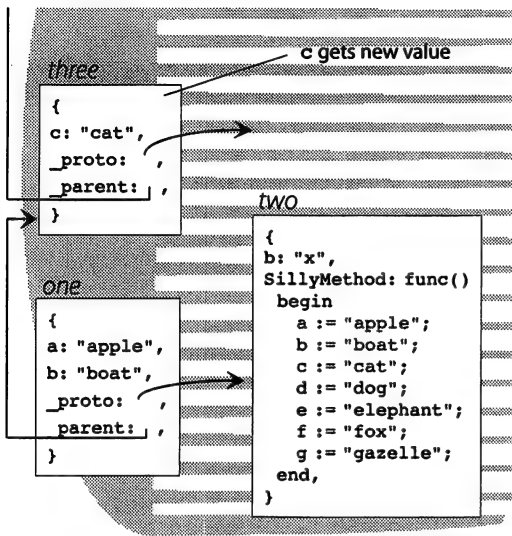 c gets new value
three
{
c: "cat",
_proto:    ,
_parent:    ,
}
two
{
b: "x",
SillyMethod: func()
begin
a := "apple";
b := "boat";
c := "cat";
d := "dog";
e := "elephant";
f := "fox";
g := "gazelle";
end,
}
one
{
a: "apple",
b: "boat",
_proto:    ,
_parent:    ,
}